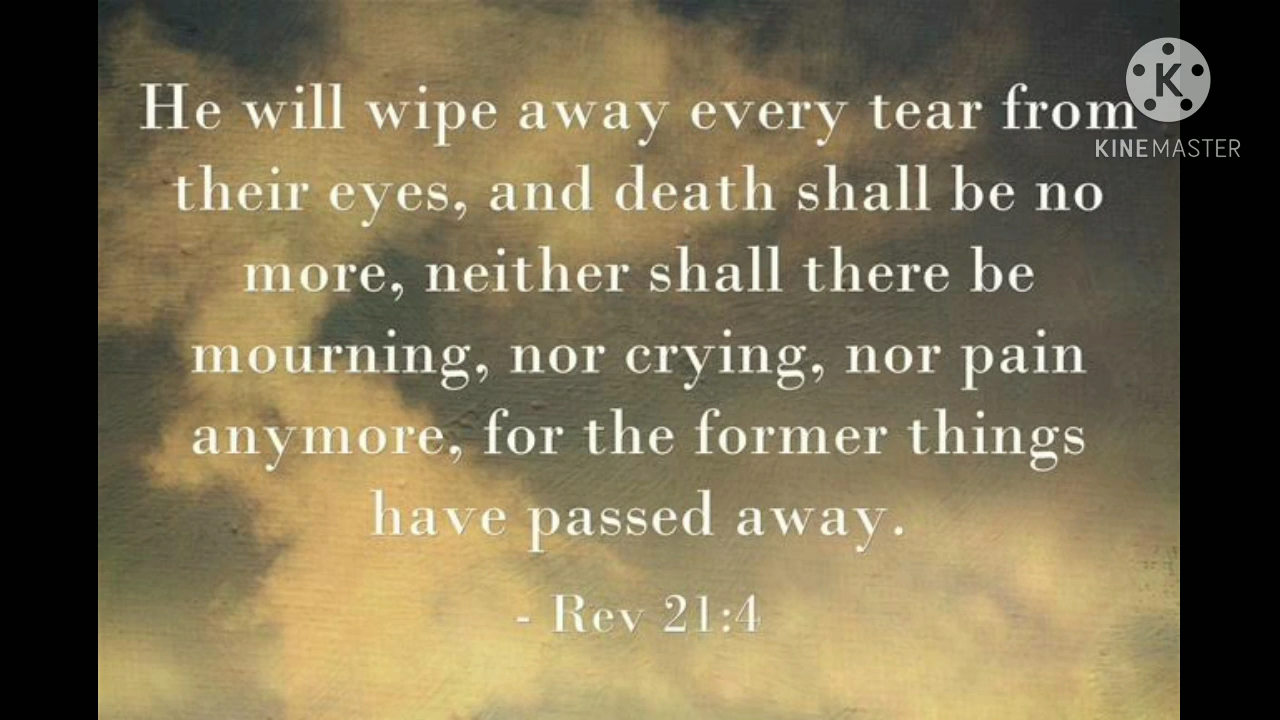 He will wipe away every tear from
their eyes, and death shall be no
more, neither shall there be
mourning, nor crying, nor pain
anymore, for the former things
have passed away.
- Rev 21:4
K
KINEMASTER